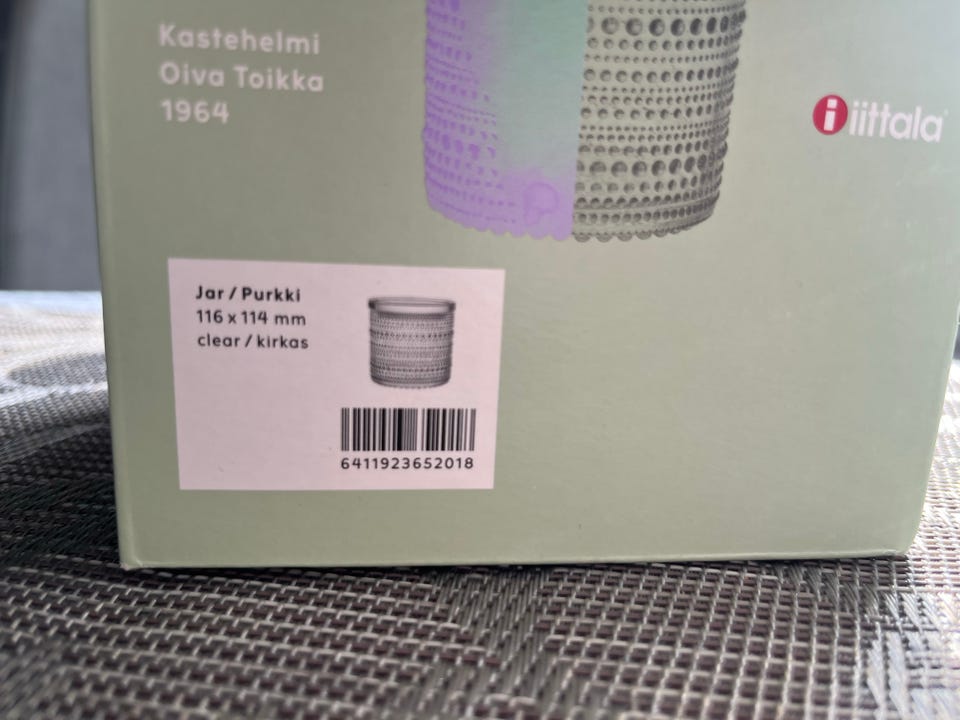 Kastehelmi
Oiva Toikka
1964
iittala
Jar / Purkki
116 x 114 mm
clear / kirkas
6411923652018